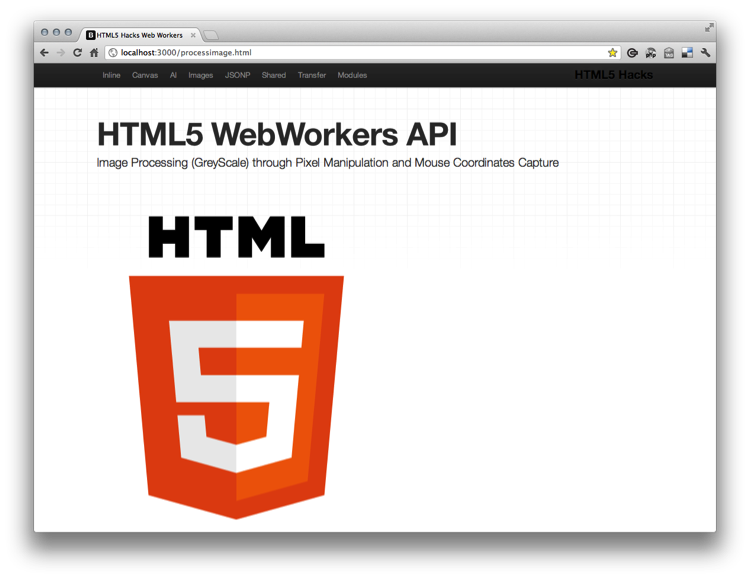 HTML5 Hacks Web Workers
localhost:3000/processimage.html
Inline Canvas AI Images JSONP Shared Transfer Modules HTML5 Hacks
HTML5 WebWorkers API
Image Processing (GreyScale) through Pixel Manipulation and Mouse Coordinates Capture
HTML
5